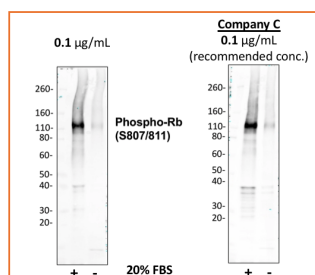 0.1 µg/mL
Company C
0.1 µg/mL
(recommended conc.)
260-
160-
110-
80-
60-
50-
40-
30-
20-
Phospho-Rb
(S807/811)
260-
160-
110-
80-
60-
50-
40-
30-
20-
+ - 20% FBS + -